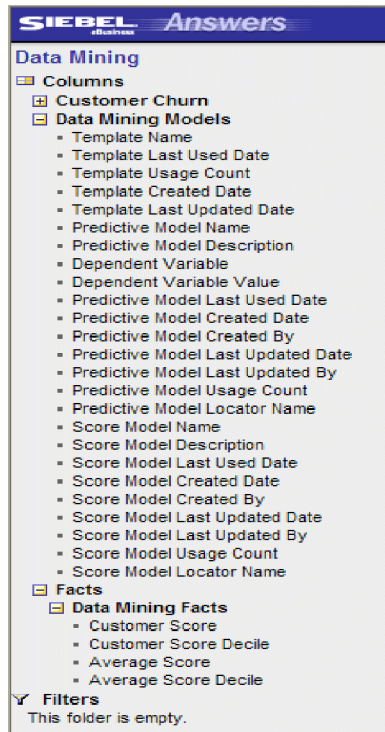 SIEBEL Answers
eBusiness
Data Mining
Columns
Customer Churn
Data Mining Models
Template Name
Template Last Used Date
Template Usage Count
Template Created Date
Template Last Updated Date
Predictive Model Name
Predictive Model Description
Dependent Variable
Dependent Variable Value
Predictive Model Last Used Date
Predictive Model Created Date
Predictive Model Created By
Predictive Model Last Updated Date
Predictive Model Last Updated By
Predictive Model Usage Count
Predictive Model Locator Name
Score Model Name
Score Model Description
Score Model Last Used Date
Score Model Created Date
Score Model Created By
Score Model Last Updated Date
Score Model Last Updated By
Score Model Usage Count
Score Model Locator Name
Facts
Data Mining Facts
Customer Score
Customer Score Decile
Average Score
Average Score Decile
Filters
This folder is empty.